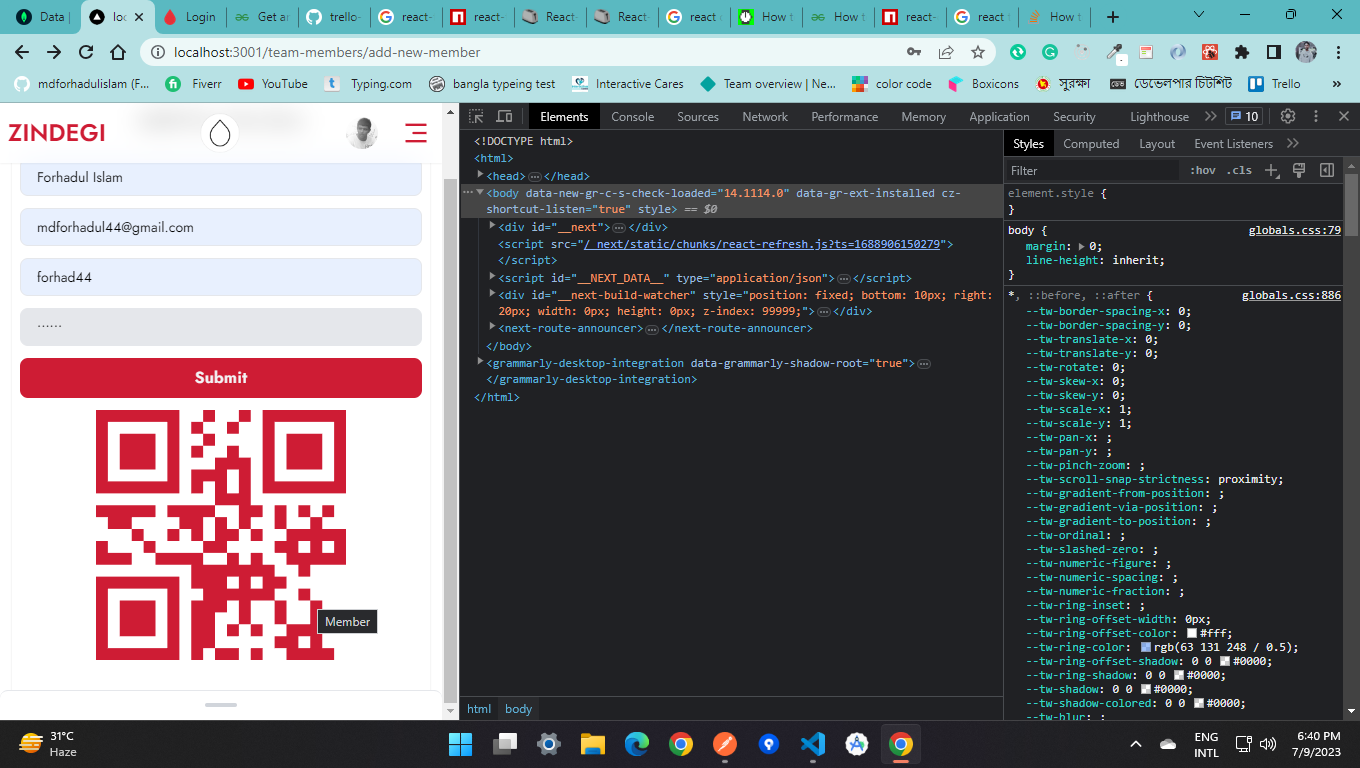 Data |
loc
Login
Get ar
trello-
react-
react-
React-
React-
react
How t
How t
react-
react t
How t
localhost:3001/team-members/add-new-member
mdforhadulislam (F...
Fiverr
YouTube
Typing.com
bangla typeing test
Interactive Cares
Team overview | Ne...
color code
Boxicons
সুরক্ষা
ডেভেলপার চিটশিট
Trello
»
ZINDEGI
Forhadul Islam
mdforhadul44@gmail.com
forhad44
······
Submit
Member
Elements
Console
Sources
Network
Performance
Memory
Application
Security
Lighthouse
10
<!DOCTYPE html>
<html>
<head>…</head>
<body data-new-gr-c-s-check-loaded="14.1114.0" data-gr-ext-installed cz-
shortcut-listen="true" style> == $0
<div id="__next">…</div>
<script src="/_next/static/chunks/react-refresh.js?ts=1688906150279">
</script>
<script id="__NEXT_DATA__" type="application/json">…</script>
<div id="__next-build-watcher" style="position: fixed; bottom: 10px; right:
20px; width: 0px; height: 0px; z-index: 99999;">…</div>
<next-route-announcer>…</next-route-announcer>
</body>
<grammarly-desktop-integration data-grammarly-shadow-root="true">…
</grammarly-desktop-integration>
</html>
html body
Styles Computed Layout Event Listeners
Filter
:hov .cls
element.style {
}
body {
globals.css:79
margin: 0;
line-height: inherit;
}
*, ::before, ::after {
globals.css:886
--tw-border-spacing-x: 0;
--tw-border-spacing-y: 0;
--tw-translate-x: 0;
--tw-translate-y: 0;
--tw-rotate: 0;
--tw-skew-x: 0;
--tw-skew-y: 0;
--tw-scale-x: 1;
--tw-scale-y: 1;
--tw-pan-x: ;
--tw-pan-y: ;
--tw-pinch-zoom: ;
--tw-scroll-snap-strictness: proximity;
--tw-gradient-from-position: ;
--tw-gradient-via-position: ;
--tw-gradient-to-position: ;
--tw-ordinal: ;
--tw-slashed-zero: ;
--tw-numeric-figure: ;
--tw-numeric-spacing: ;
--tw-numeric-fraction: ;
--tw-ring-inset: ;
--tw-ring-offset-width: 0px;
--tw-ring-offset-color: #fff;
--tw-ring-color: rgb(63 131 248 / 0.5);
--tw-ring-offset-shadow: 0 0 #0000;
--tw-ring-shadow: 0 0 #0000;
--tw-shadow: 0 0 #0000;
--tw-shadow-colored: 0 0 #0000;
--tw-blur: ;
31°C
Haze
ENG
INTL
6:40 PM
7/9/2023